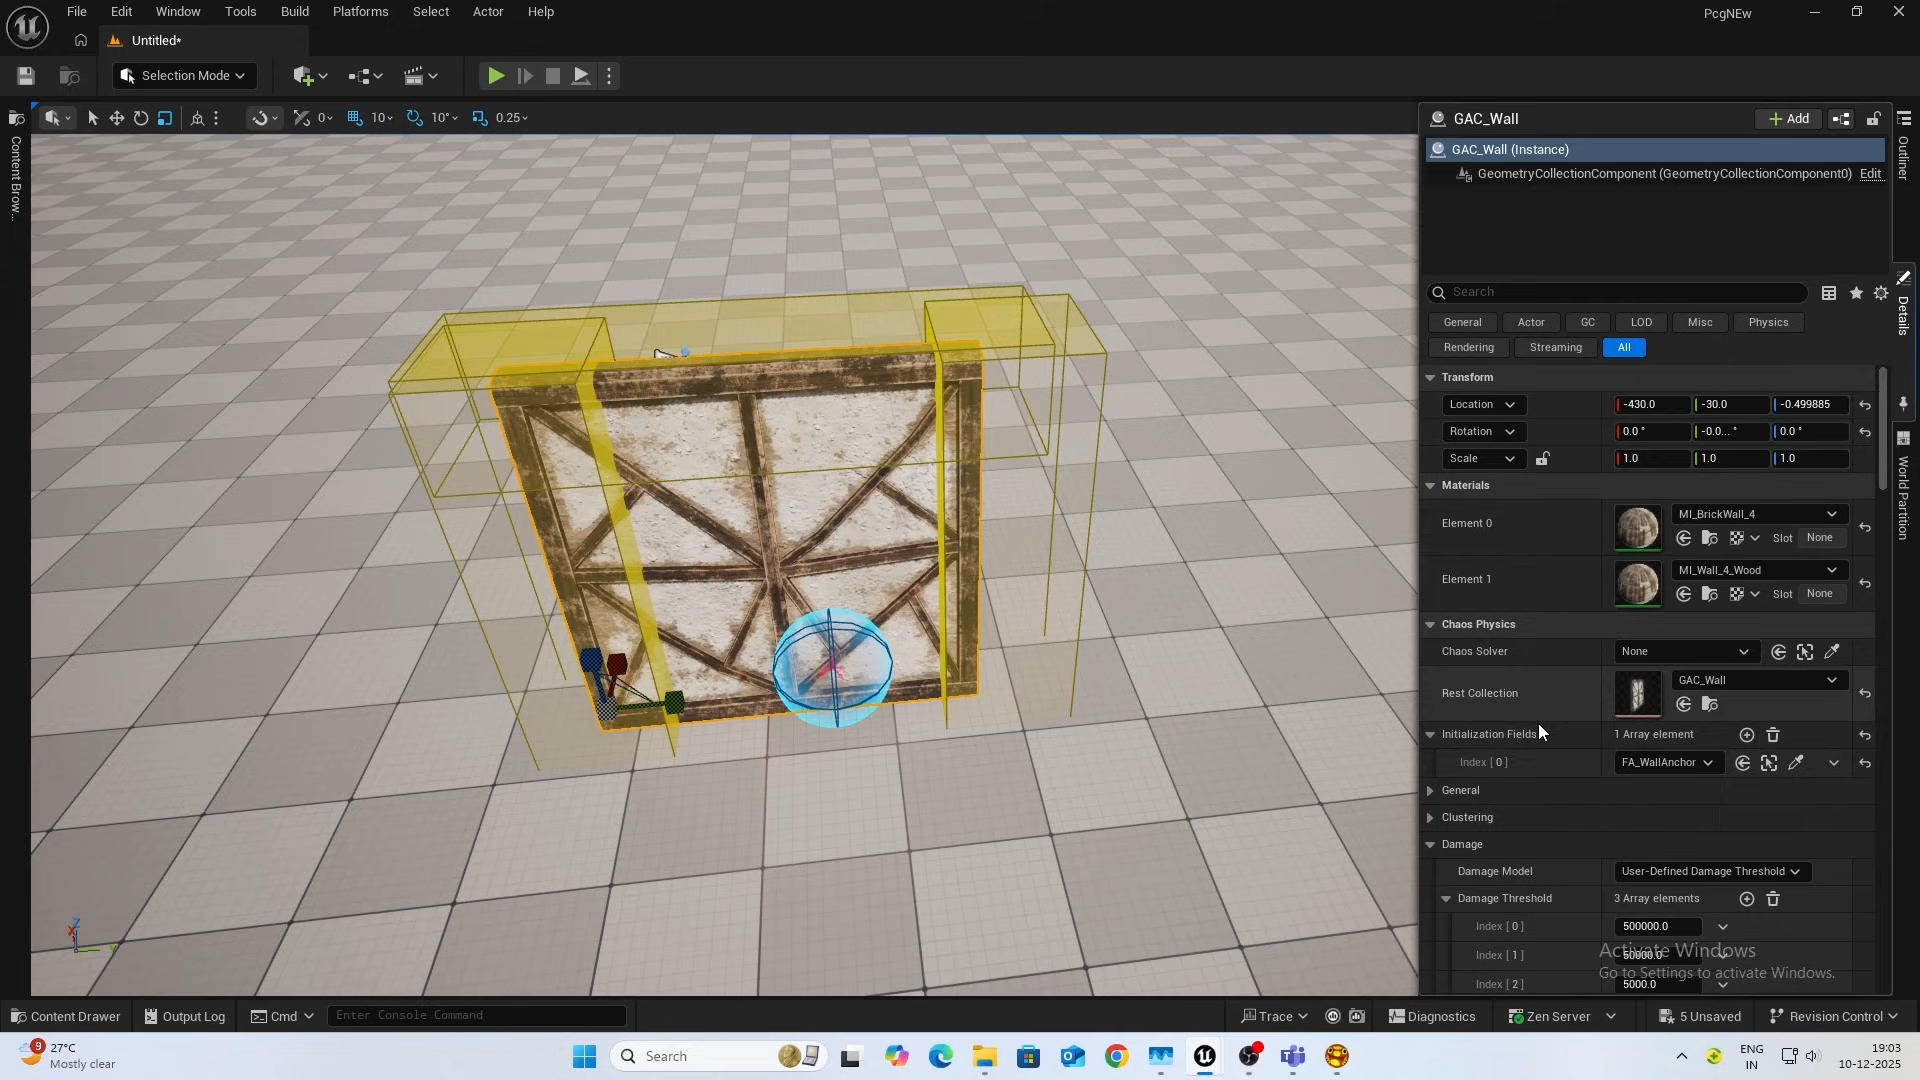 File Edit Window Tools Build Platforms Select Actor Help
PcgNEw
Untitled*
Selection Mode
0 10 10° 0.25
Content Brow...
GAC_Wall
Add
GAC_Wall (Instance)
GeometryCollectionComponent (GeometryCollectionComponent0) Edit
Outliner
Details
World Partition
Search
General Actor GC LOD Misc Physics
Rendering Streaming All
Transform
Location -430.0 -30.0 -0.499885
Rotation 0.0 ° -0.0... ° 0.0 °
Scale 1.0 1.0 1.0
Materials
Element 0
MI_BrickWall_4
Slot None
Element 1
MI_Wall_4_Wood
Slot None
Chaos Physics
Chaos Solver None
Rest Collection
GAC_Wall
Initialization Fields 1 Array element
Index [ 0 ] FA_WallAnchor
General
Clustering
Damage
Damage Model User-Defined Damage Threshold
Damage Threshold 3 Array elements
Index [ 0 ] 500000.0
Index [ 1 ] 50000.0
Index [ 2 ] 5000.0
Activate Windows
Go to Settings to activate Windows.
Z
X
Y
Content Drawer Output Log Cmd Enter Console Command Trace Diagnostics Zen Server 5 Unsaved Revision Control
9
27°C
Mostly clear
Search
ENG
IN
19:03
10-12-2025